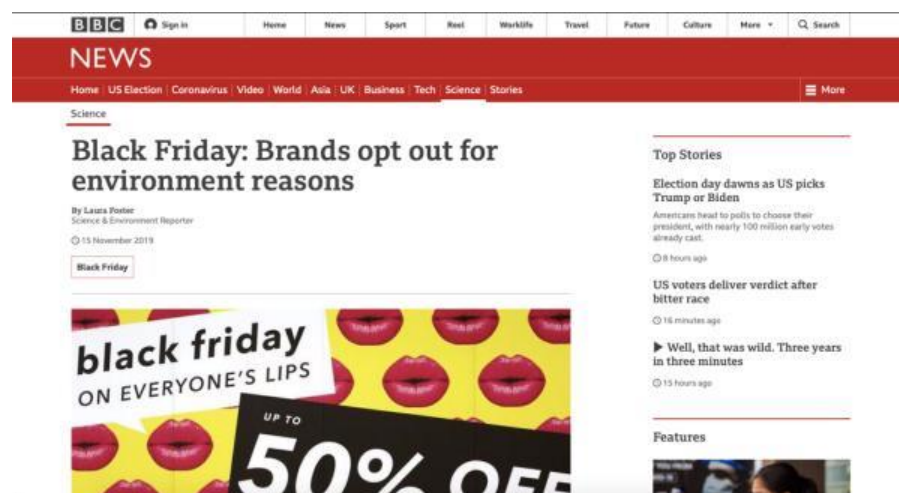 BBC Sign in Home News Sport Reel Worklife Travel Future Culture More Search
NEWS
Home US Election Coronavirus Video World Asia UK Business Tech Science Stories More
Science
Black Friday: Brands opt out for
environment reasons
By Laura Foster
Science & Environment Reporter
15 November 2019
Black Friday
black friday
ON EVERYONE'S LIPS
UP TO
50% OFF
Top Stories
Election day dawns as US picks
Trump or Biden
Americans head to polls to choose their
president, with nearly 100 million early votes
already cast.
8 hours ago
US voters deliver verdict after
bitter race
16 minutes ago
Well, that was wild. Three years
in three minutes
15 hours ago
Features